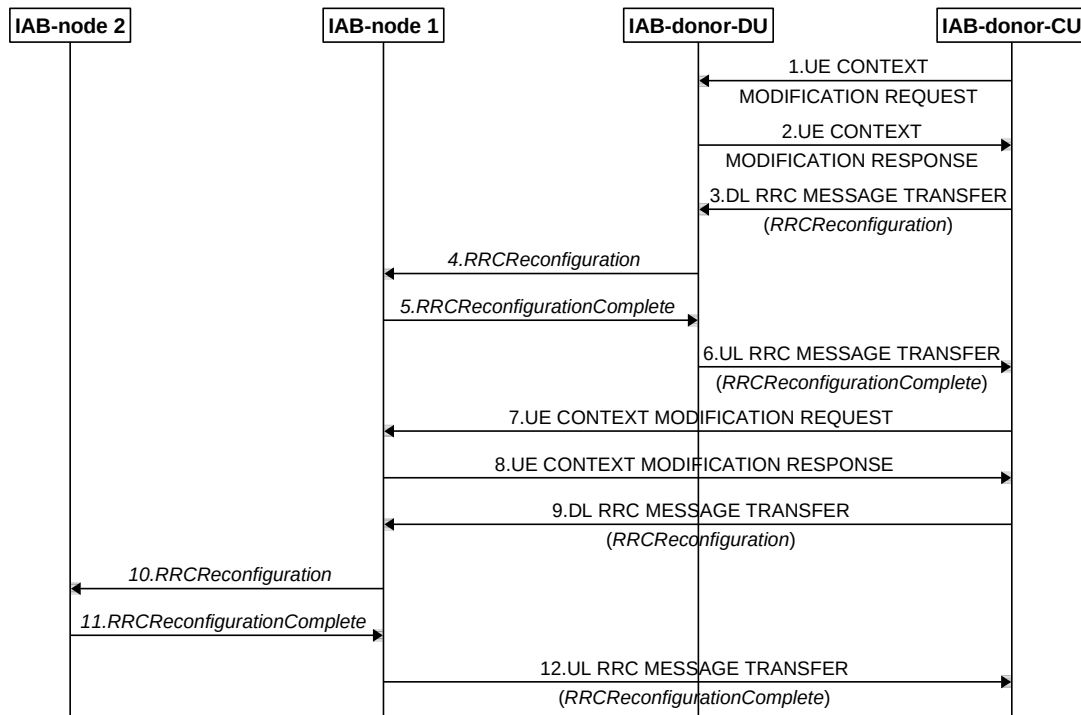 IAB-node 2
IAB-node 1
IAB-donor-DU
IAB-donor-CU
1.UE CONTEXT
MODIFICATION REQUEST
2.UE CONTEXT
MODIFICATION RESPONSE
3.DL RRC MESSAGE TRANSFER
(RRCReconfiguration)
4.RRCReconfiguration
5.RRCReconfigurationComplete
6.UL RRC MESSAGE TRANSFER
(RRCReconfigurationComplete)
7.UE CONTEXT MODIFICATION REQUEST
8.UE CONTEXT MODIFICATION RESPONSE
9.DL RRC MESSAGE TRANSFER
(RRCReconfiguration)
10.RRCReconfiguration
11.RRCReconfigurationComplete
12.UL RRC MESSAGE TRANSFER
(RRCReconfigurationComplete)